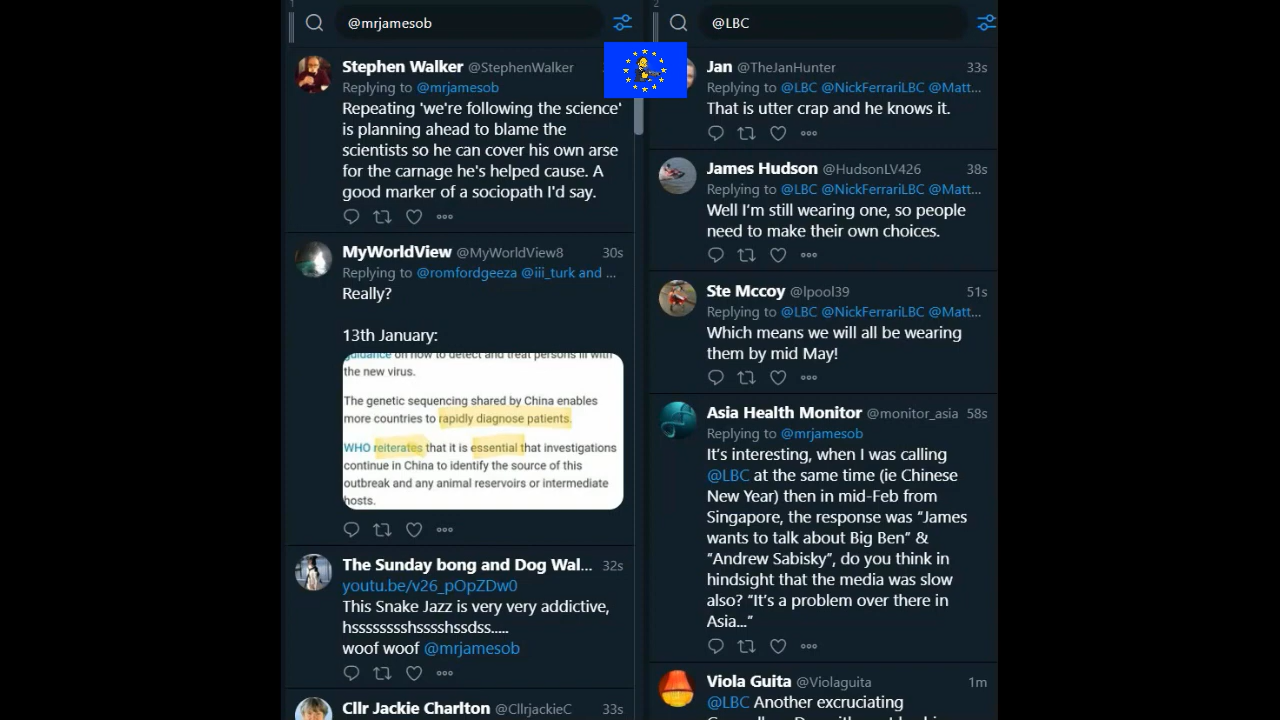 1
@mrjamesob
Stephen Walker @StephenWalker
Replying to @mrjamesob
Repeating 'we're following the science'
is planning ahead to blame the
scientists so he can cover his own arse
for the carnage he's helped cause. A
good marker of a sociopath I'd say.
MyWorldView @MyWorldView8 30s
Replying to @romfordgeeza @iii_turk and ...
Really?
13th January:
guidance on how to detect and treat persons ill with
the new virus.
The genetic sequencing shared by China enables
more countries to rapidly diagnose patients.
WHO reiterates that it is essential that investigations
continue in China to identify the source of this
outbreak and any animal reservoirs or intermediate
hosts.
The Sunday bong and Dog Wal... 32s
youtu.be/v26_pOpZDw0
This Snake Jazz is very very addictive,
hsssssssshsssshssdss.....
woof woof @mrjamesob
Cllr Jackie Charlton @CllrjackieC 33s
2
@LBC
Jan @TheJanHunter 33s
Replying to @LBC @NickFerrariLBC @Matt...
That is utter crap and he knows it.
James Hudson @HudsonLV426 38s
Replying to @LBC @NickFerrariLBC @Matt...
Well I'm still wearing one, so people
need to make their own choices.
Ste Mccoy @lpool39 51s
Replying to @LBC @NickFerrariLBC @Matt...
Which means we will all be wearing
them by mid May!
Asia Health Monitor @monitor_asia 58s
Replying to @mrjamesob
It's interesting, when I was calling
@LBC at the same time (ie Chinese
New Year) then in mid-Feb from
Singapore, the response was "James
wants to talk about Big Ben" &
"Andrew Sabisky", do you think in
hindsight that the media was slow
also? "It's a problem over there in
Asia..."
Viola Guita @Violaguita 1m
@LBC Another excruciating